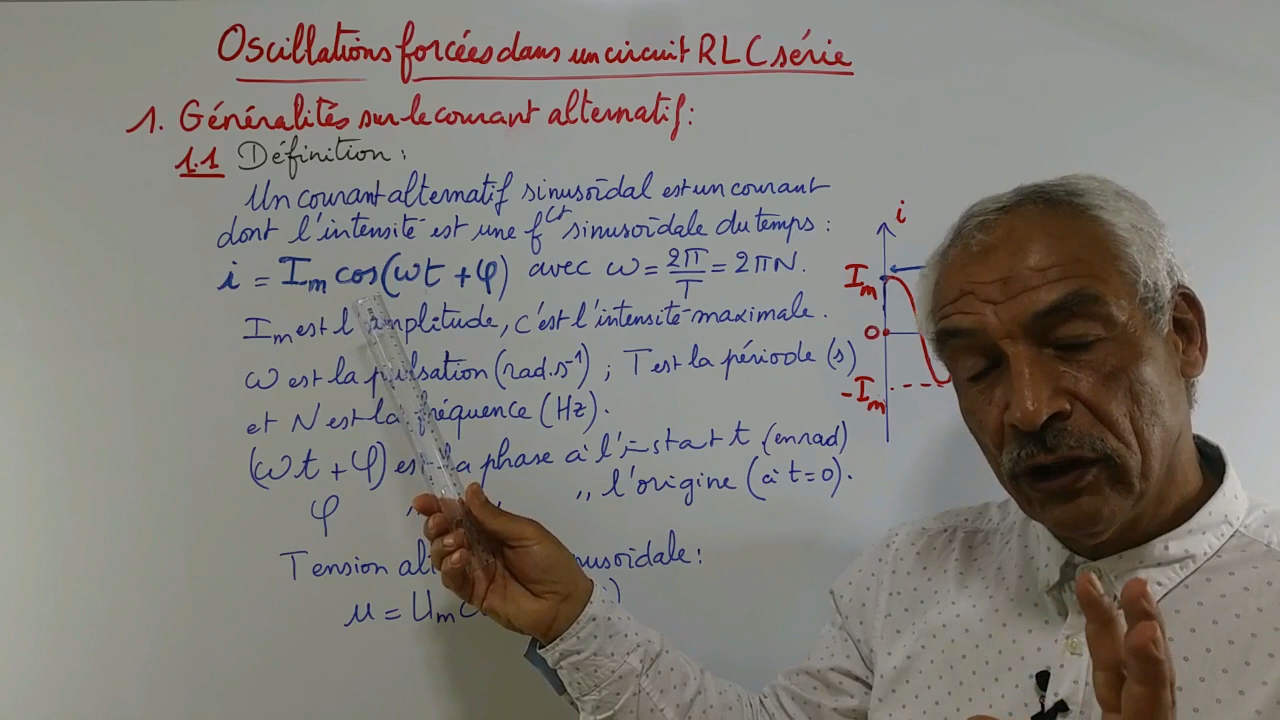 Oscillations forcées dans un circuit RLC série
1. Généralités sur le courant alternatif:
1.1 Définition:
Un courant alternatif sinusoïdal est un courant
dont l'intensité est une fct sinusoïdale du temps:
i = Im cos(ωt + φ) avec ω = 2π/T = 2πN.
Im est l'amplitude, c'est l'intensité maximale.
ω est la pulsation (rad.s⁻¹) ; T est la période (s)
et N est la fréquence (Hz).
(ωt + φ) est la phase à l'instant t (en rad)
φ " " l'origine (à t=0).
Tension sinusoïdale:
u = Um
i
Im
0
-Im